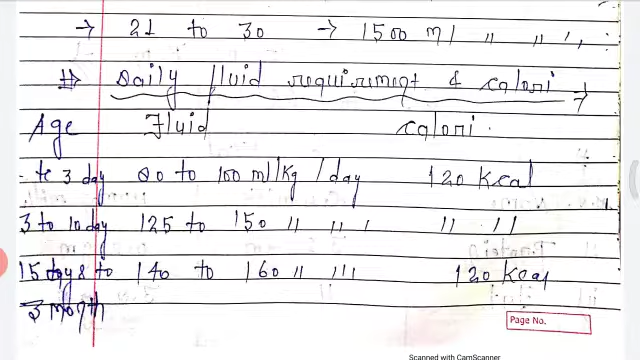 → 21 to 30 → 1500 ml " " ",
# Daily fluid requirement & calori →
Age Fluid calori.
- to 3 day 80 to 100 ml/kg/day 120 Kcal
3 to 10 day 125 to 150 " " ' " "
15 days to 140 to 160 " "' 120 Kcal
3 month
Page No.
Scanned with CamScanner